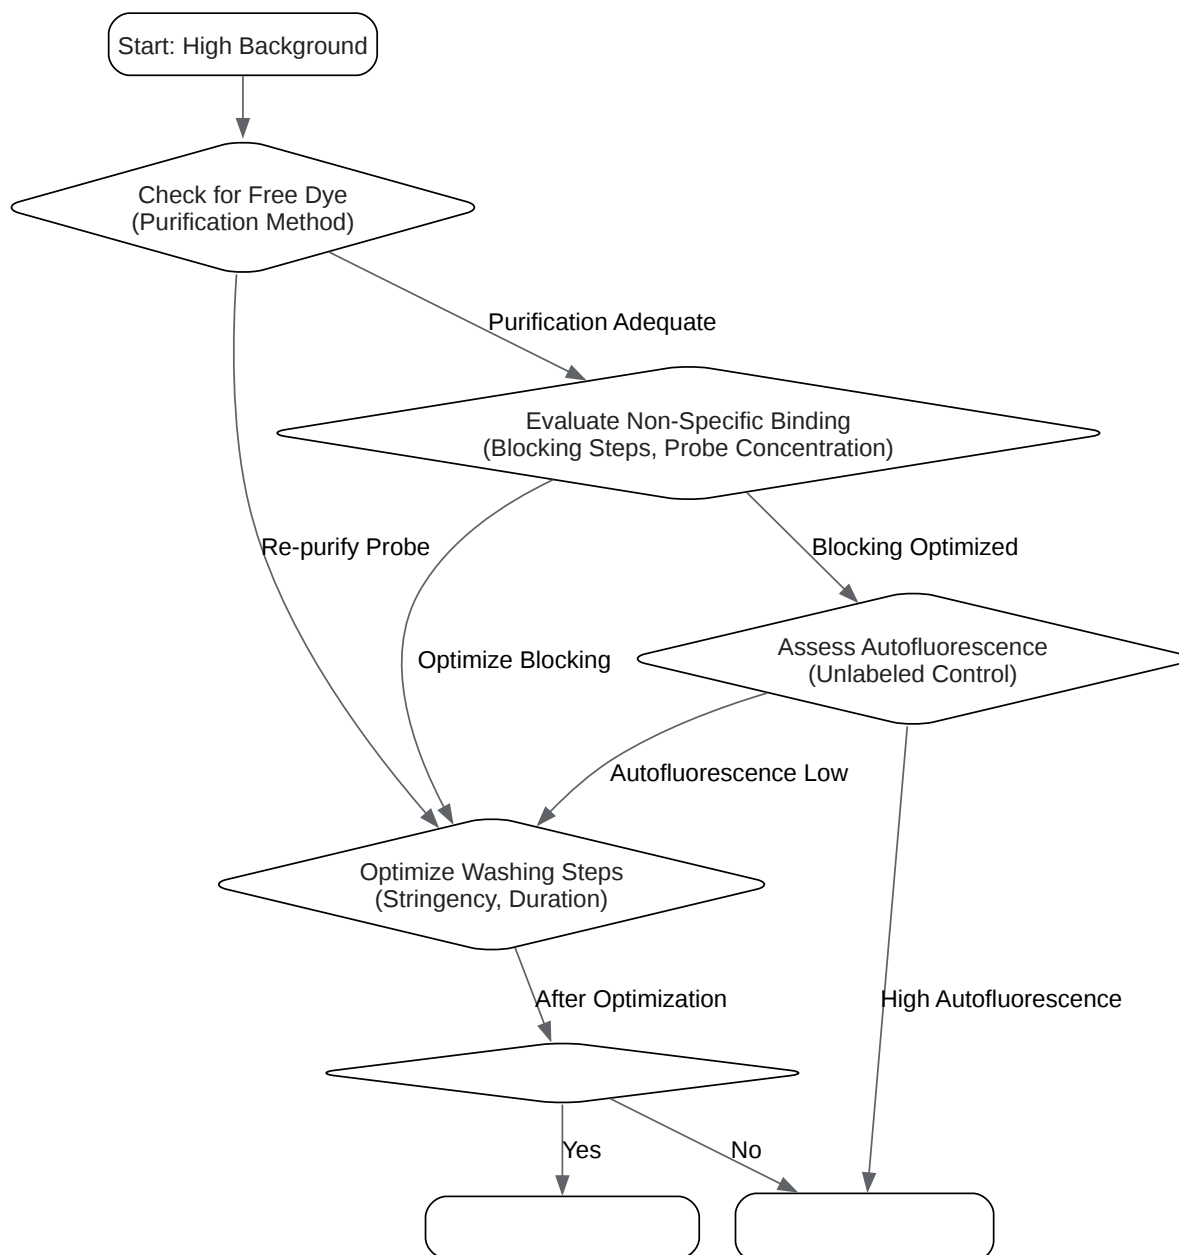 Start: High Background
Check for Free Dye
(Purification Method)
Purification Adequate
Evaluate Non-Specific Binding
(Blocking Steps, Probe Concentration)
Re-purify Probe
Blocking Optimized
Optimize Blocking
Assess Autofluorescence
(Unlabeled Control)
Autofluorescence Low
Optimize Washing Steps
(Stringency, Duration)
After Optimization
High Autofluorescence
Yes
No